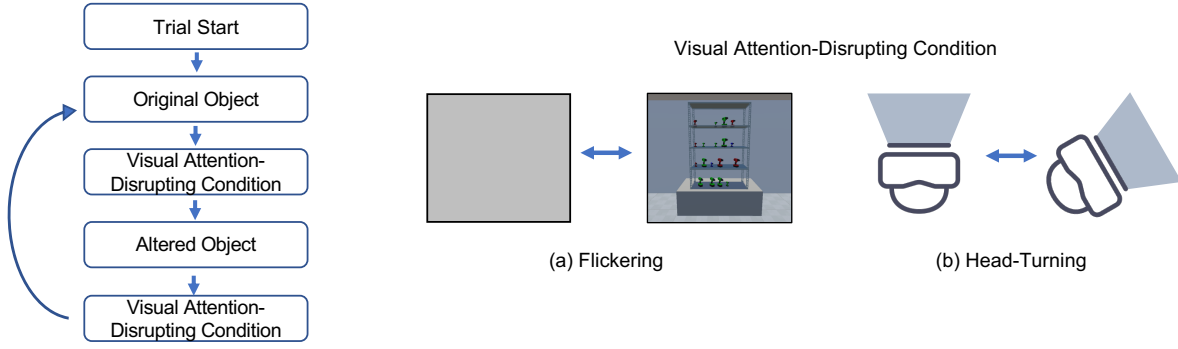 Trial Start
Original Object
Visual Attention-
Disrupting Condition
Altered Object
Visual Attention-
Disrupting Condition
Visual Attention-Disrupting Condition
(a) Flickering
(b) Head-Turning